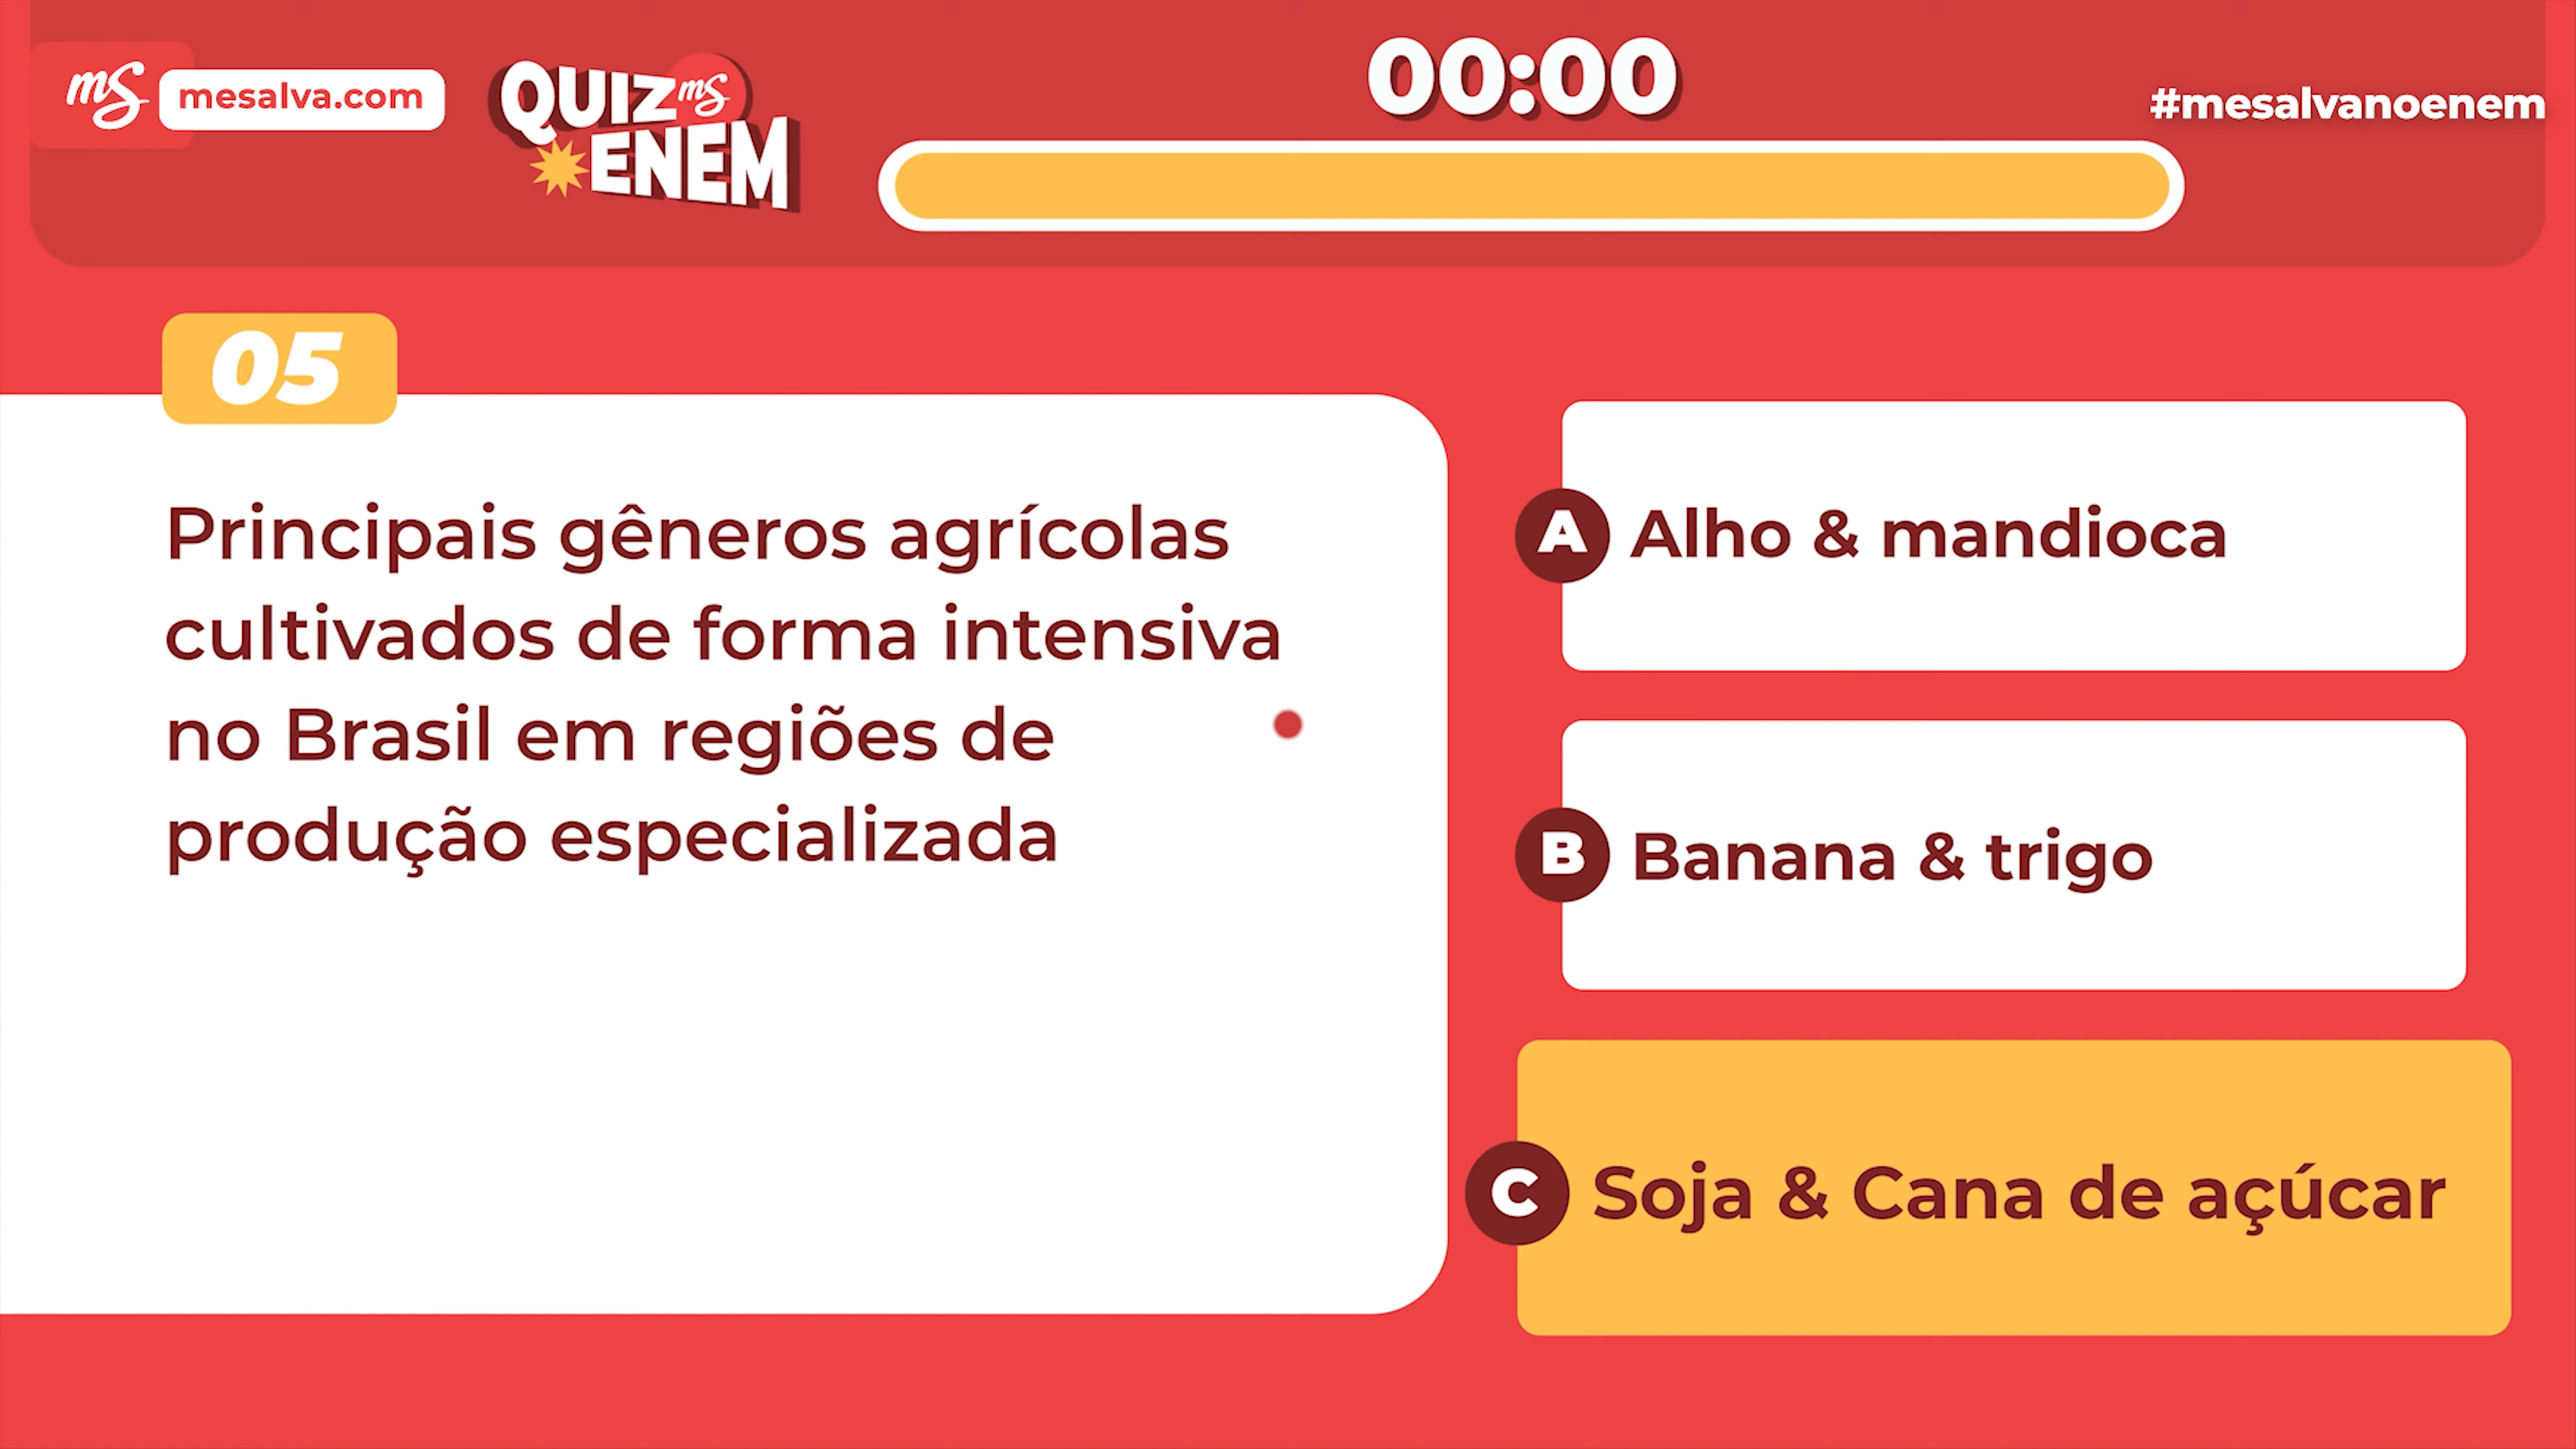 mS mesalva.com
QUIZ mS
ENEM
00:00
#mesalvanoenem
05
Principais gêneros agrícolas
cultivados de forma intensiva
no Brasil em regiões de
produção especializada
A Alho & mandioca
B Banana & trigo
C Soja & Cana de açúcar